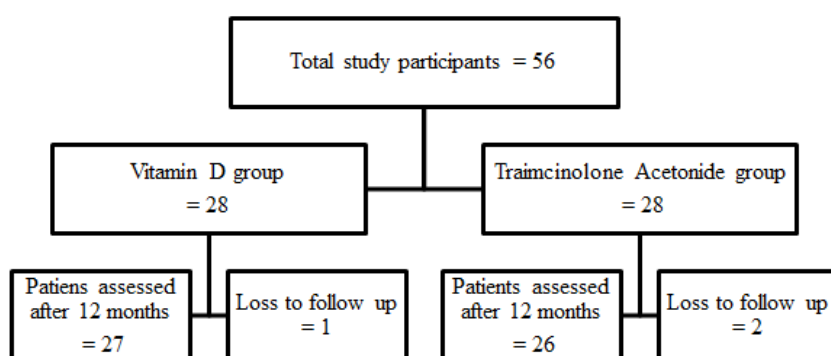 Total study participants = 56
Vitamin D group
= 28
Traimcinolone Acetonide group
= 28
Patiens assessed
after 12 months
= 27
Loss to follow up
= 1
Patients assessed
after 12 months
= 26
Loss to follow up
= 2